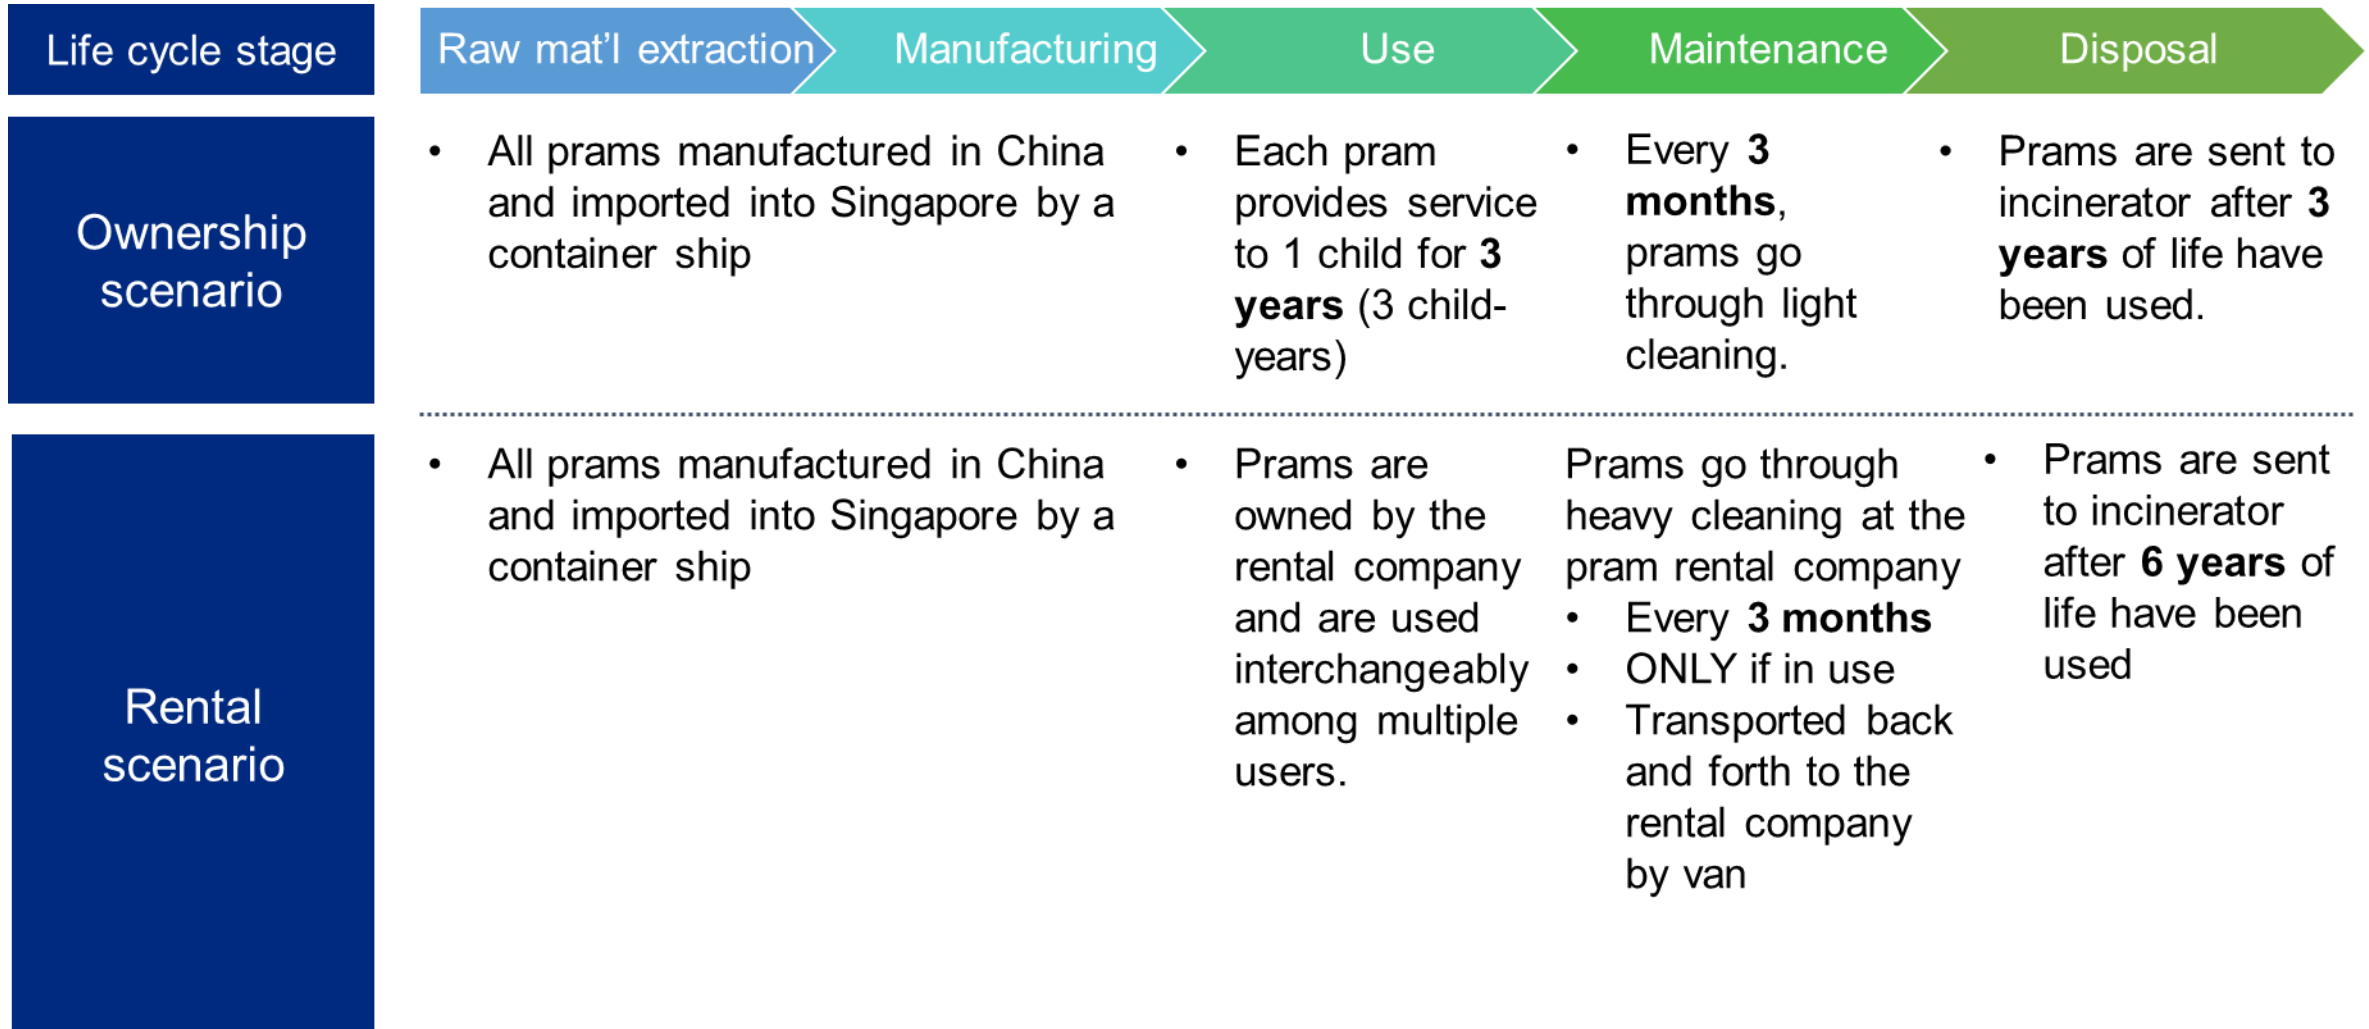 Life cycle stage
Raw mat’l extraction
Manufacturing
Use
Maintenance
Disposal
Ownership
scenario
• All prams manufactured in China
and imported into Singapore by a
container ship
• Each pram
provides service
to 1 child for 3
years (3 child-
years)
• Every 3
months,
prams go
through light
cleaning.
• Prams are sent to
incinerator after 3
years of life have
been used.
Rental
scenario
• All prams manufactured in China
and imported into Singapore by a
container ship
• Prams are
owned by the
rental company
and are used
interchangeably
among multiple
users.
Prams go through
heavy cleaning at the
pram rental company
• Every 3 months
• ONLY if in use
• Transported back
and forth to the
rental company
by van
• Prams are sent
to incinerator
after 6 years of
life have been
used